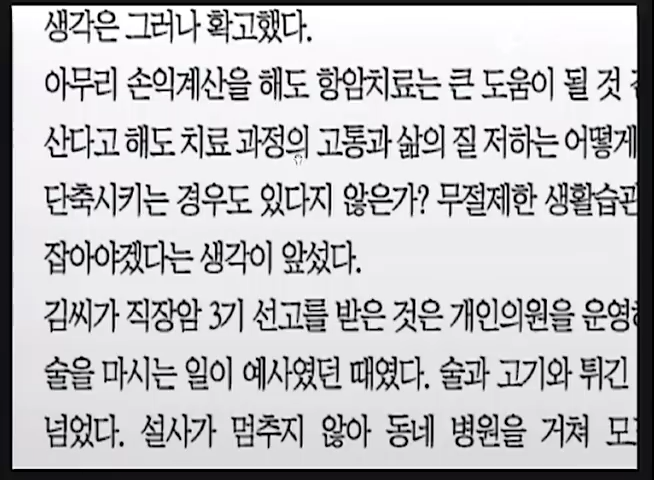 생각은 그러나 확고했다.
아무리 손익계산을 해도 항암치료는 큰 도움이 될 것
산다고 해도 치료 과정의 고통과 삶의 질 저하는 어떻게
단축시키는 경우도 있다지 않은가? 무절제한 생활습관
잡아야겠다는 생각이 앞섰다.
김씨가 직장암 3기 선고를 받은 것은 개인의원을 운영하
술을 마시는 일이 예사였던 때였다. 술과 고기와 튀긴
넘었다. 설사가 멈추지 않아 동네 병원을 거쳐